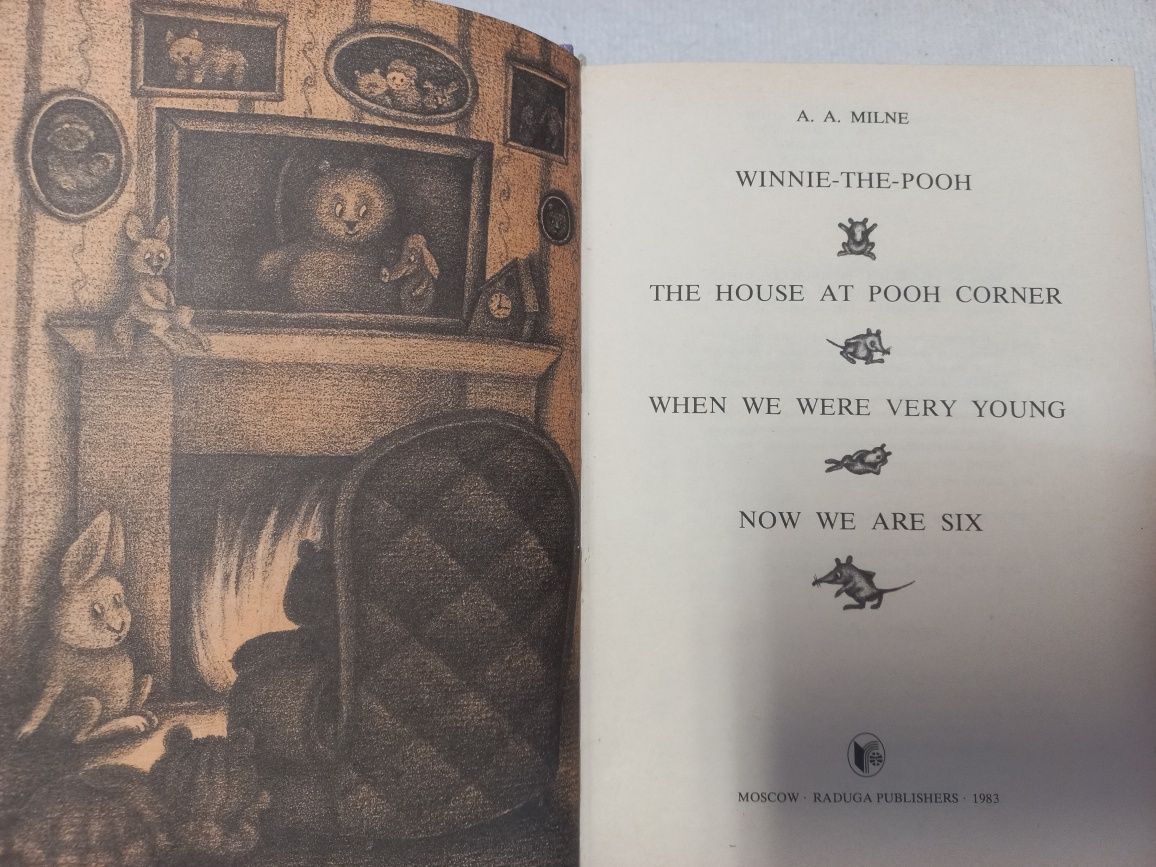 A. A. MILNE
WINNIE-THE-POOH
THE HOUSE AT POOH CORNER
WHEN WE WERE VERY YOUNG
NOW WE ARE SIX
MOSCOW · RADUGA PUBLISHERS · 1983